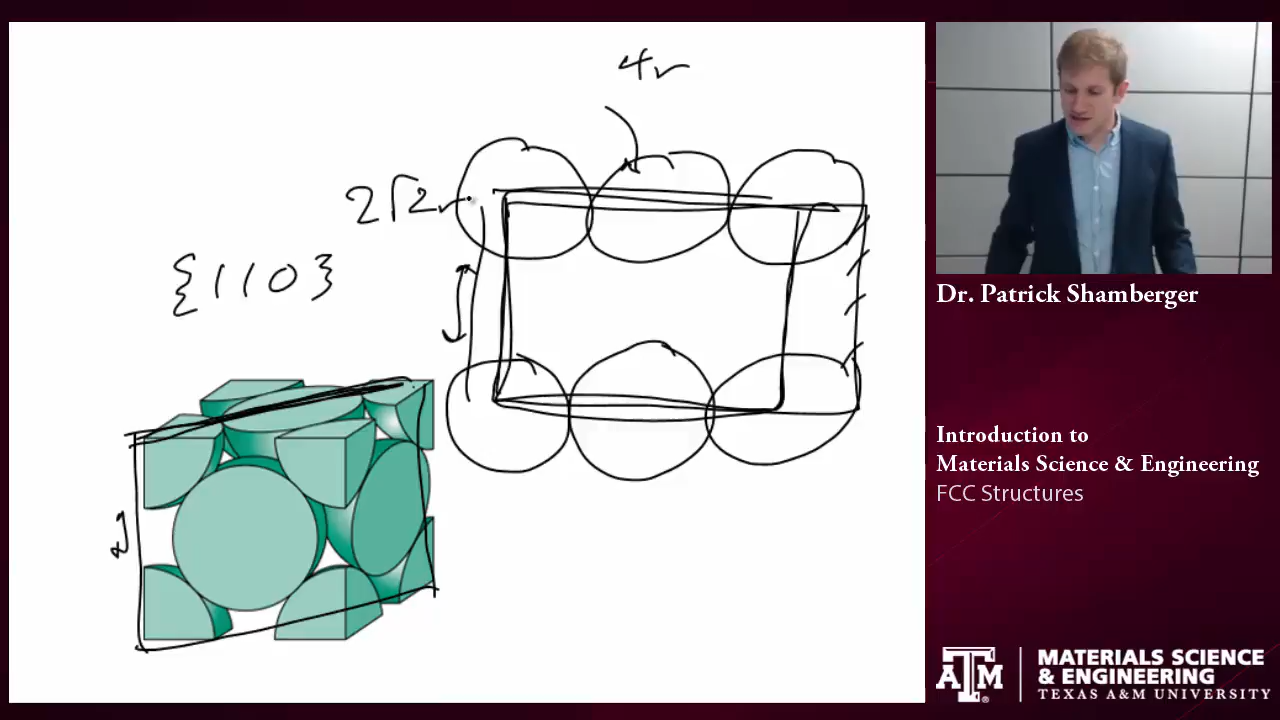 4r
2√2r
{110}
Dr. Patrick Shamberger
Introduction to
Materials Science & Engineering
FCC Structures
ATM
MATERIALS SCIENCE
& ENGINEERING
TEXAS A&M UNIVERSITY